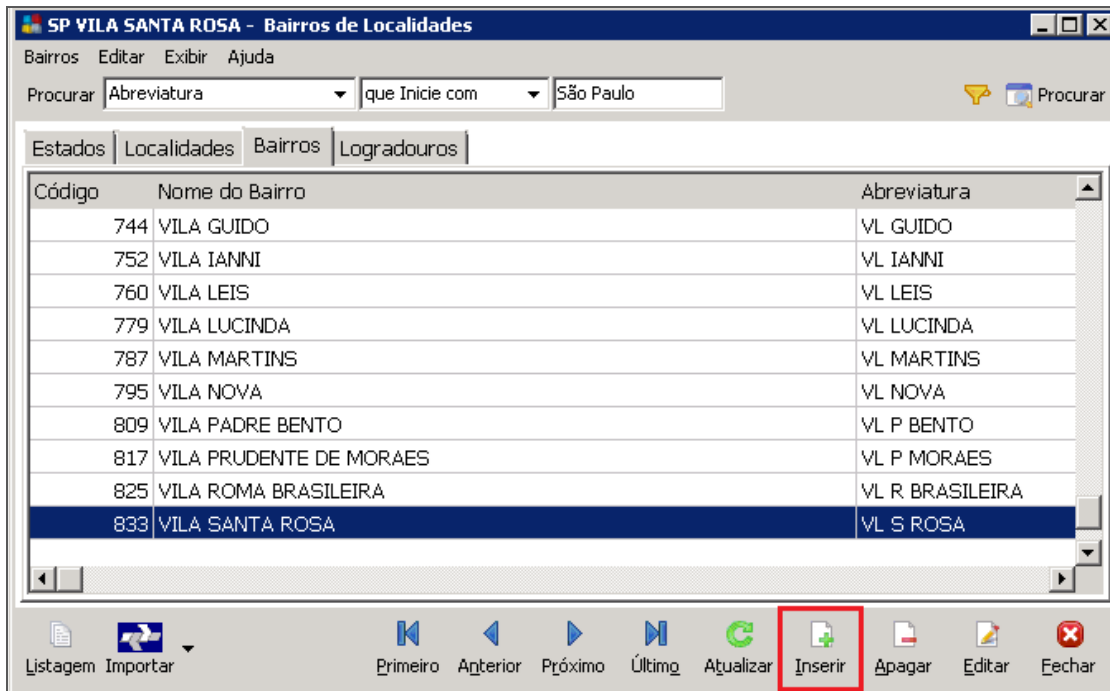 SP VILA SANTA ROSA - Bairros de Localidades
Bairros Editar Exibir Ajuda
Procurar Abreviatura que Inicie com São Paulo Procurar
Estados Localidades Bairros Logradouros
Código Nome do Bairro Abreviatura
744 VILA GUIDO VL GUIDO
752 VILA IANNI VL IANNI
760 VILA LEIS VL LEIS
779 VILA LUCINDA VL LUCINDA
787 VILA MARTINS VL MARTINS
795 VILA NOVA VL NOVA
809 VILA PADRE BENTO VL P BENTO
817 VILA PRUDENTE DE MORAES VL P MORAES
825 VILA ROMA BRASILEIRA VL R BRASILEIRA
833 VILA SANTA ROSA VL S ROSA
Listagem Importar Primeiro Anterior Próximo Último Atualizar Inserir Apagar Editar Fechar